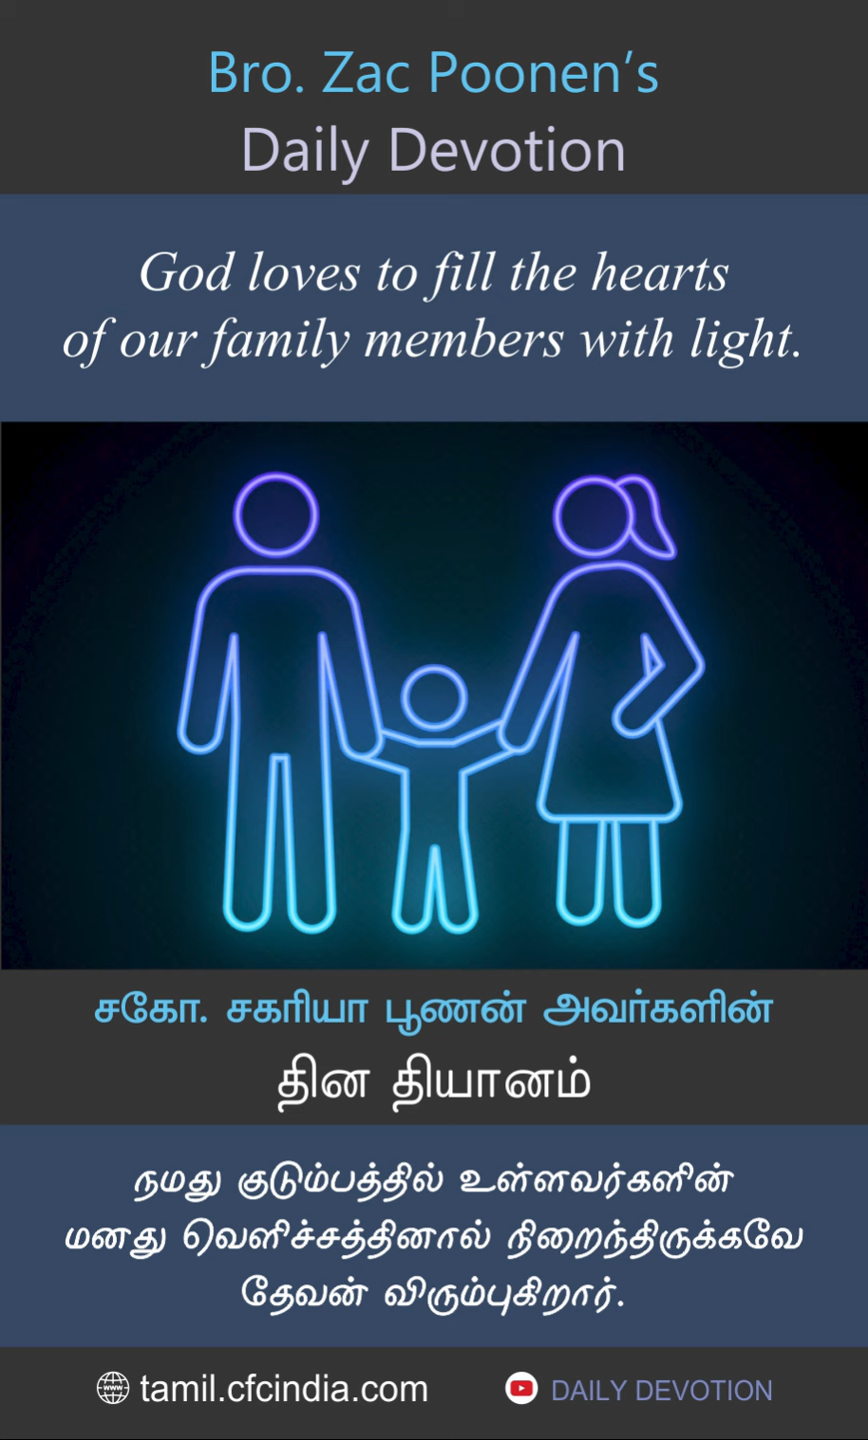 Bro. Zac Poonen’s
Daily Devotion
God loves to fill the hearts
of our family members with light.
சகோ. சகரியா பூணன் அவர்களின்
தின தியானம்
நமது குடும்பத்தில் உள்ளவர்களின்
மனது வெளிச்சத்தினால் நிறைந்திருக்கவே
தேவன் விரும்புகிறார்.
www tamil.cfcindia.com DAILY DEVOTION